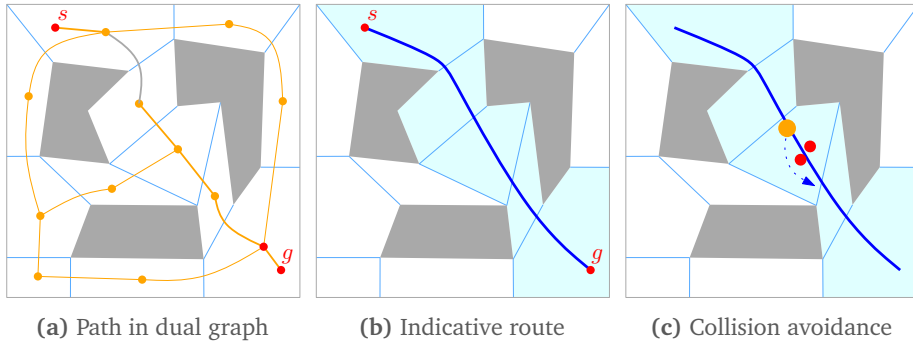 s
g
(a) Path in dual graph
s
g
(b) Indicative route
(c) Collision avoidance